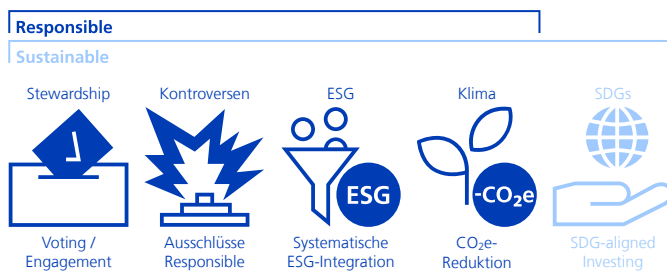 Responsible
Sustainable
Stewardship Kontroversen ESG Klima SDGs
ESG -CO₂e
Voting / Ausschlüsse Systematische CO₂e- SDG-aligned
Engagement Responsible ESG-Integration Reduktion Investing